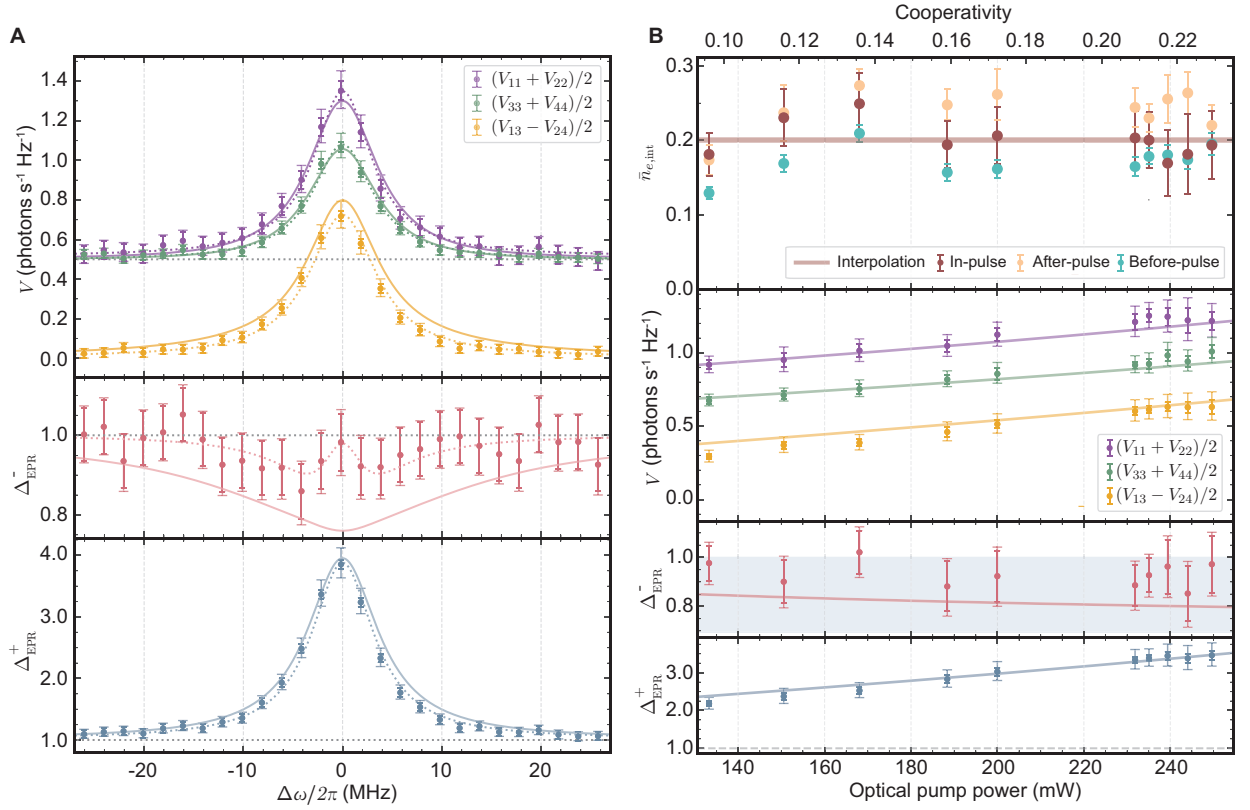 A
1.4
1.2
1.0
0.8
0.6
0.4
0.2
0.0
V (photons s⁻¹ Hz⁻¹)
(V₁₁ + V₂₂)/2
(V₃₃ + V₄₄)/2
(V₁₃ − V₂₄)/2
1.0
0.8
Δ⁻EPR
4.0
3.0
2.0
1.0
Δ⁺EPR
-20
-10
0
10
20
Δω/2π (MHz)
B
Cooperativity
0.10
0.12
0.14
0.16
0.18
0.20
0.22
0.3
0.2
0.1
0.0
n̄e,int
Interpolation
In-pulse
After-pulse
Before-pulse
1.0
0.5
0.0
V (photons s⁻¹ Hz⁻¹)
(V₁₁ + V₂₂)/2
(V₃₃ + V₄₄)/2
(V₁₃ − V₂₄)/2
1.0
0.8
Δ⁻EPR
3.0
2.0
1.0
Δ⁺EPR
140
160
180
200
220
240
Optical pump power (mW)